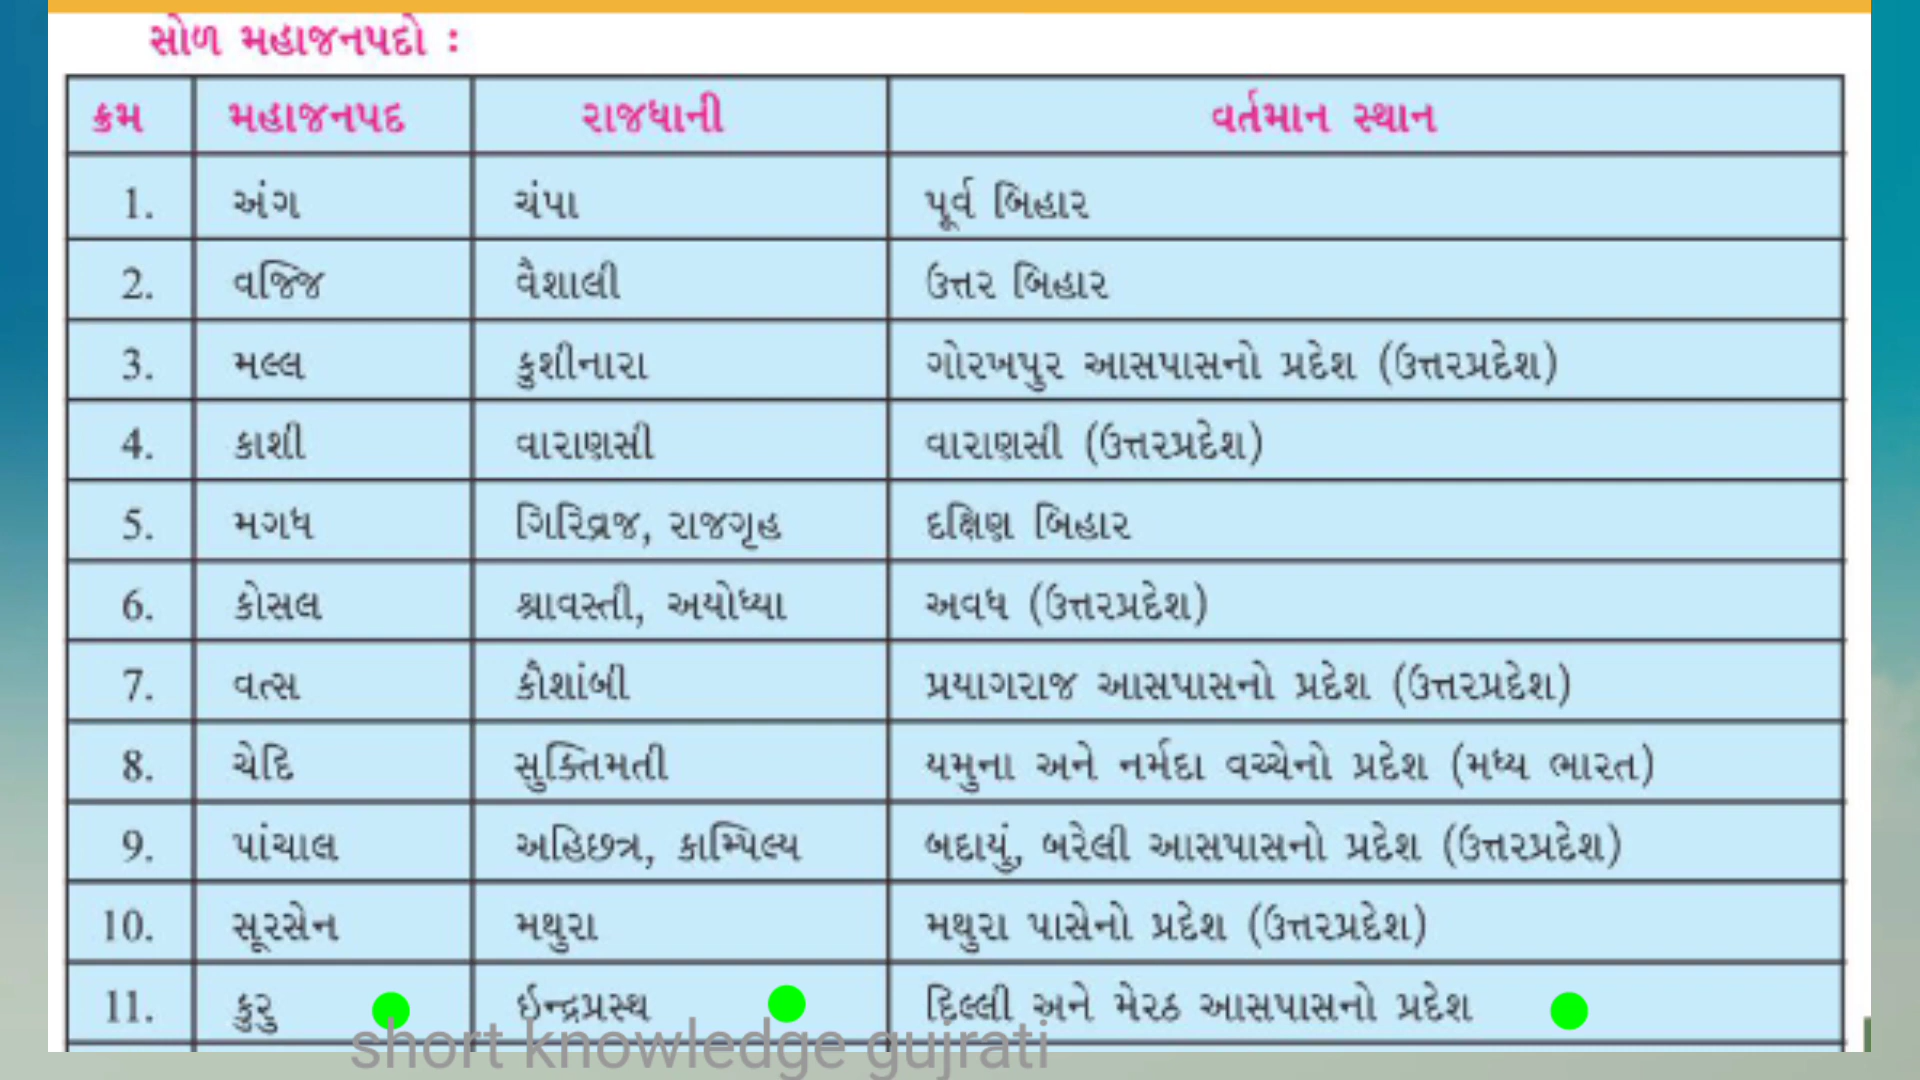 સોળ મહાજનપદો :
ક્રમ મહાજનપદ રાજધાની વર્તમાન સ્થાન
1. અંગ ચંપા પૂર્વ બિહાર
2. વજ્જિ વૈશાલી ઉત્તર બિહાર
3. મલ્લ કુશીનારા ગોરખપુર આસપાસનો પ્રદેશ (ઉત્તરપ્રદેશ)
4. કાશી વારાણસી વારાણસી (ઉત્તરપ્રદેશ)
5. મગધ ગિરિવ્રજ, રાજગૃહ દક્ષિણ બિહાર
6. કોસલ શ્રાવસ્તી, અયોધ્યા અવધ (ઉત્તરપ્રદેશ)
7. વત્સ કૌશાંબી પ્રયાગરાજ આસપાસનો પ્રદેશ (ઉત્તરપ્રદેશ)
8. ચેદિ સુક્તિમતી યમુના અને નર્મદા વચ્ચેનો પ્રદેશ (મધ્ય ભારત)
9. પાંચાલ અહિછત્ર, કામ્પિલ્ય બદાયું, બરેલી આસપાસનો પ્રદેશ (ઉત્તરપ્રદેશ)
10. સૂરસેન મથુરા મથુરા પાસેનો પ્રદેશ (ઉત્તરપ્રદેશ)
11. કુરુ ઇન્દ્રપ્રસ્થ દિલ્લી અને મેરઠ આસપાસનો પ્રદેશ
short knowledge gujrati